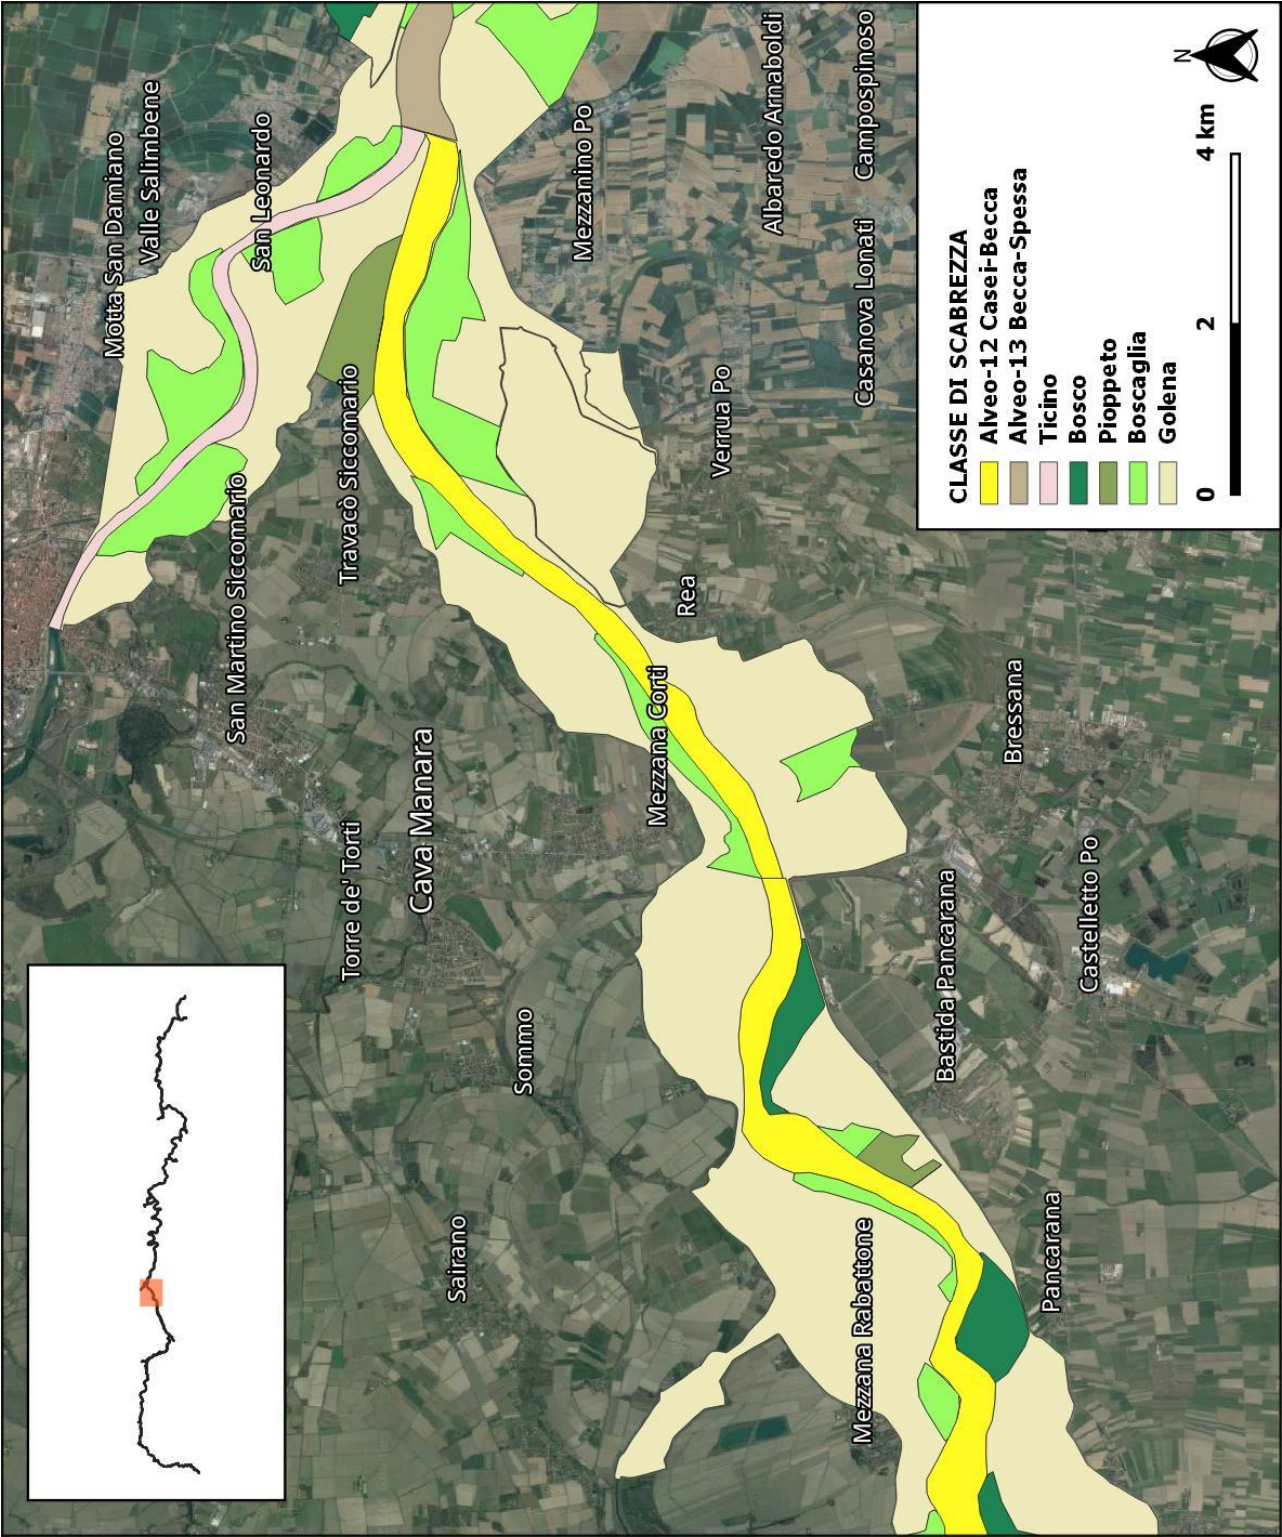 Motta San Damiano
Valle Salimbene
San Leonardo
Travacò Siccomario
San Martino Siccomario
Mezzanino Po
Albaredo Arnaboldi
Campospinoso
Casanova Lonati
Verrua Po
Rea
Mezzana Corti
Cava Manara
Torre de' Torti
Sommo
Sairano
Bressana
Castelletto Po
Bastida Pancarana
Pancarana
Mezzana Rabattone
CLASSE DI SCABREZZA
Alveo-12 Casei-Becca
Alveo-13 Becca-Spessa
Ticino
Bosco
Pioppeto
Boscaglia
Golena
0 2 4 km
N